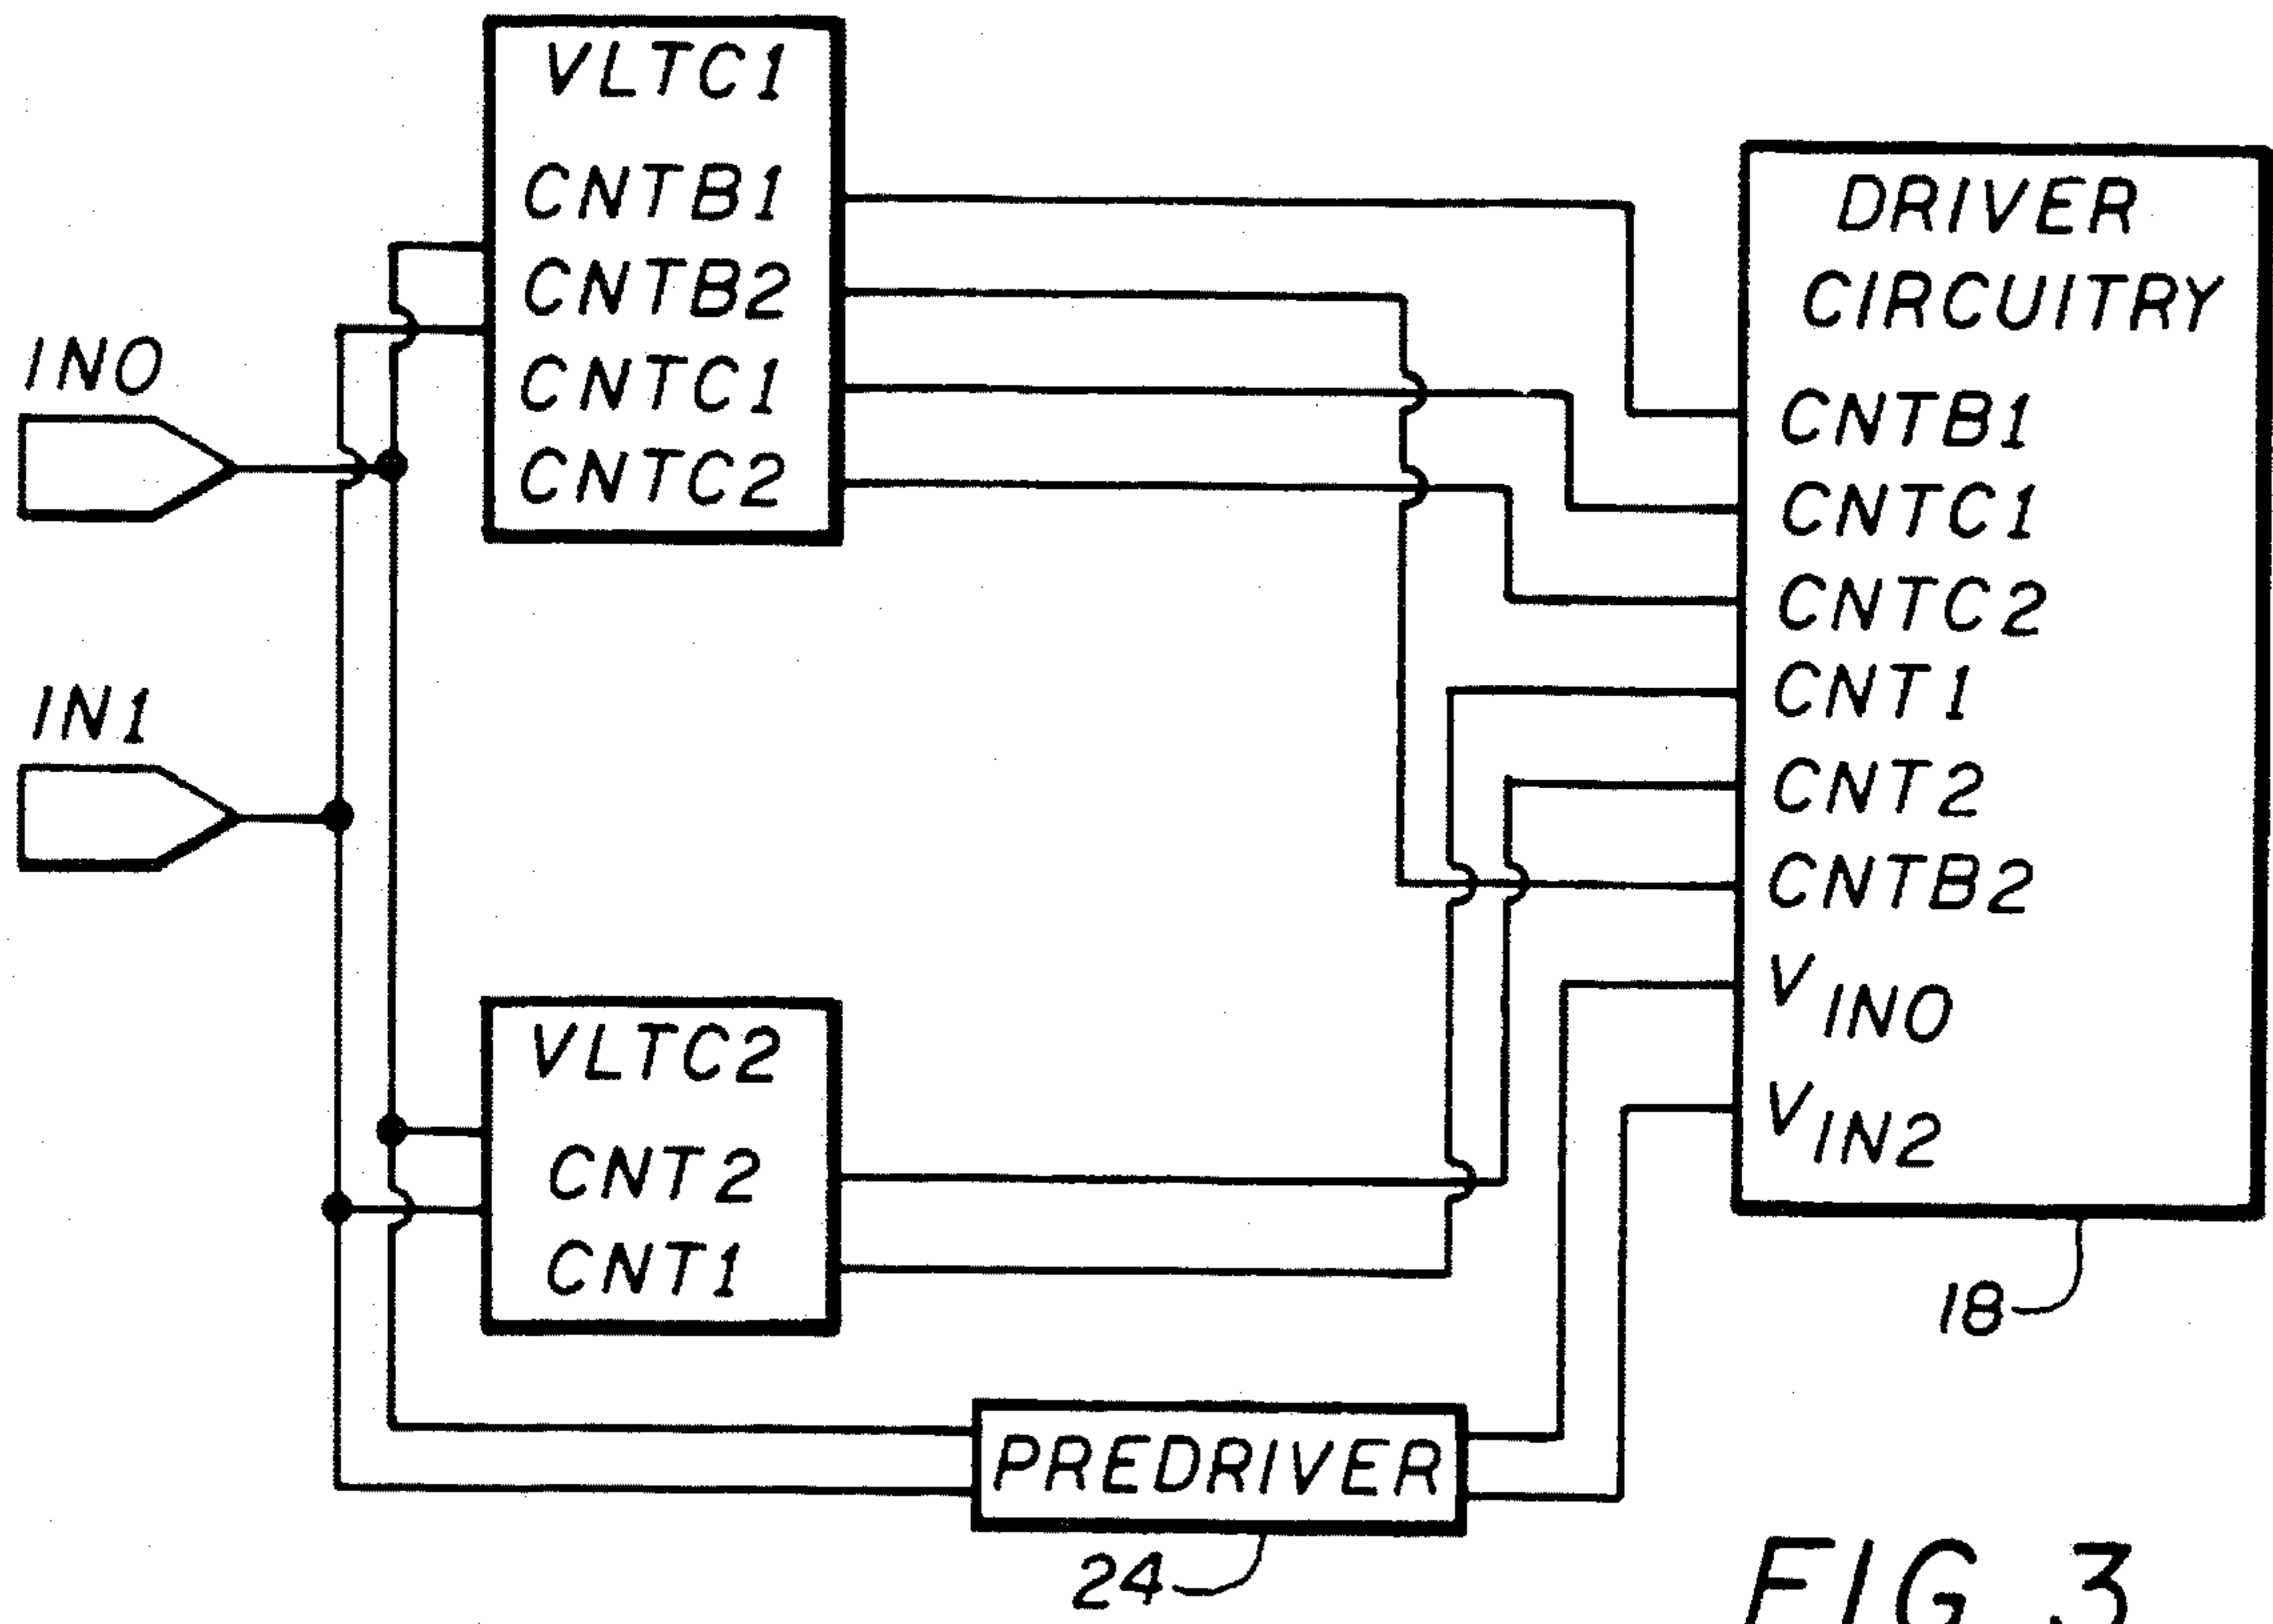 VLTC1
CNTB1
CNTB2
CNTC1
CNTC2
IN0
IN1
VLTC2
CNT2
CNT1
PREDRIVER
24
DRIVER
CIRCUITRY
CNTB1
CNTC1
CNTC2
CNT1
CNT2
CNTB2
VIN0
VIN2
18
FIG 3